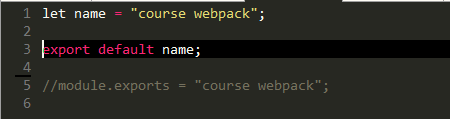 1 let name = "course webpack";
2
3 export default name;
4
5 //module.exports = "course webpack";
6